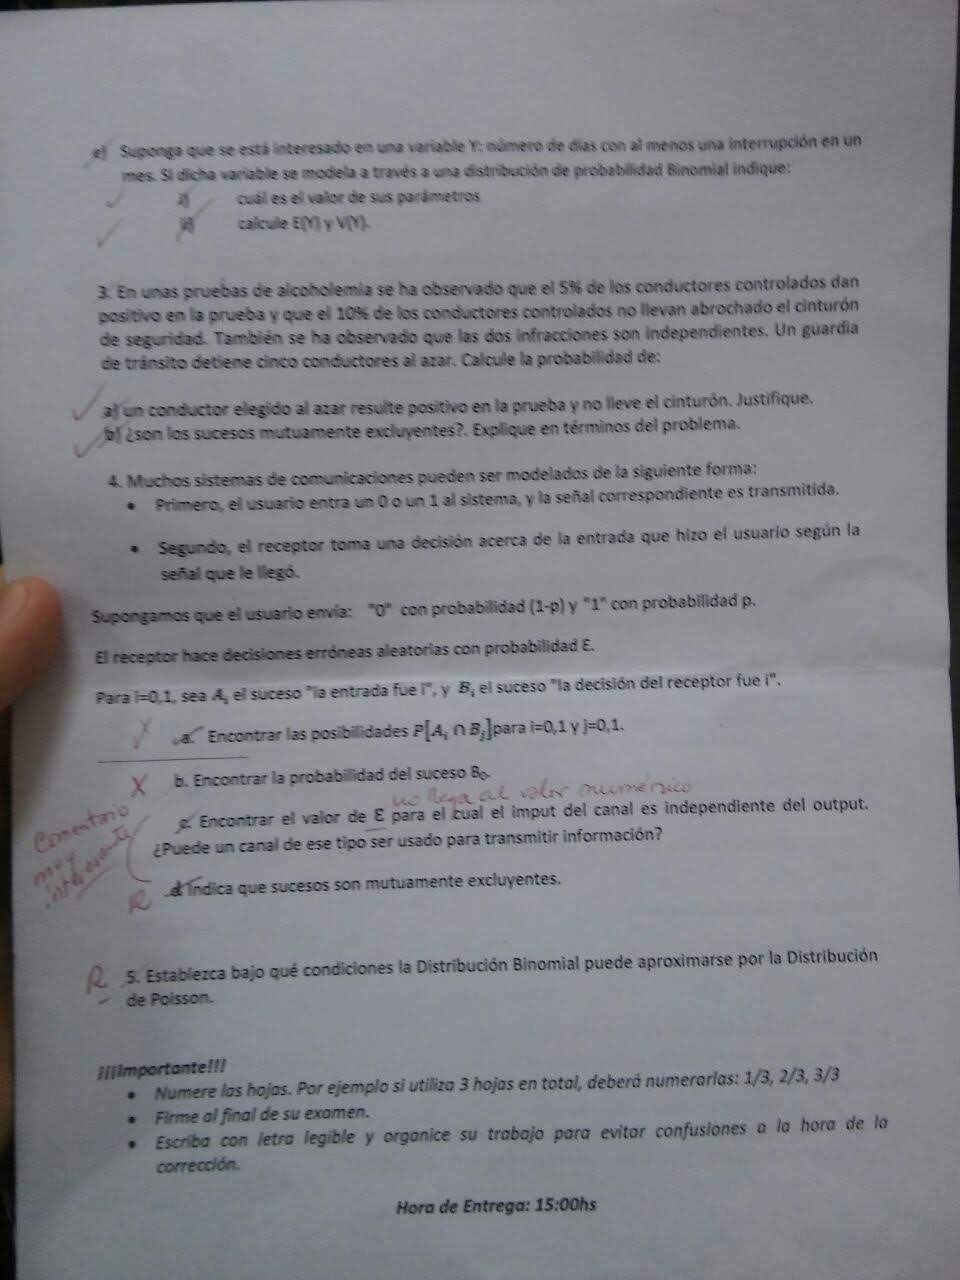 e) Suponga que se está interesado en una variable Y: número de días con al menos una interrupción en un
mes. Si dicha variable se modela a través a una distribución de probabilidad Binomial indique:
i) cuál es el valor de sus parámetros
ii) calcule E(Y) y V(Y).
3. En unas pruebas de alcoholemia se ha observado que el 5% de los conductores controlados dan
positivo en la prueba y que el 10% de los conductores controlados no llevan abrochado el cinturón
de seguridad. También se ha observado que las dos infracciones son independientes. Un guardia
de tránsito detiene cinco conductores al azar. Calcule la probabilidad de:
a) un conductor elegido al azar resulte positivo en la prueba y no lleve el cinturón. Justifique.
b) ¿son los sucesos mutuamente excluyentes?. Explique en términos del problema.
4. Muchos sistemas de comunicaciones pueden ser modelados de la siguiente forma:
• Primero, el usuario entra un 0 o un 1 al sistema, y la señal correspondiente es transmitida.
• Segundo, el receptor toma una decisión acerca de la entrada que hizo el usuario según la
señal que le llegó.
Supongamos que el usuario envía: "0" con probabilidad (1-p) y "1" con probabilidad p.
El receptor hace decisiones erróneas aleatorias con probabilidad Ɛ.
Para i=0,1, sea Aᵢ el suceso "la entrada fue i", y Bᵢ el suceso "la decisión del receptor fue i".
a. Encontrar las posibilidades P[Aᵢ ∩ Bⱼ]para i=0,1 y j=0,1.
X b. Encontrar la probabilidad del suceso B₀.
no llega al valor numérico
c. Encontrar el valor de Ɛ para el cual el imput del canal es independiente del output.
¿Puede un canal de ese tipo ser usado para transmitir información?
Comentario
muy
interesante
R d. Indica que sucesos son mutuamente excluyentes.
R 5. Establezca bajo qué condiciones la Distribución Binomial puede aproximarse por la Distribución
de Poisson.
¡¡¡Importante!!!
• Numere las hojas. Por ejemplo si utiliza 3 hojas en total, deberá numerarlas: 1/3, 2/3, 3/3
• Firme al final de su examen.
• Escriba con letra legible y organice su trabajo para evitar confusiones a la hora de la
corrección.
Hora de Entrega: 15:00hs